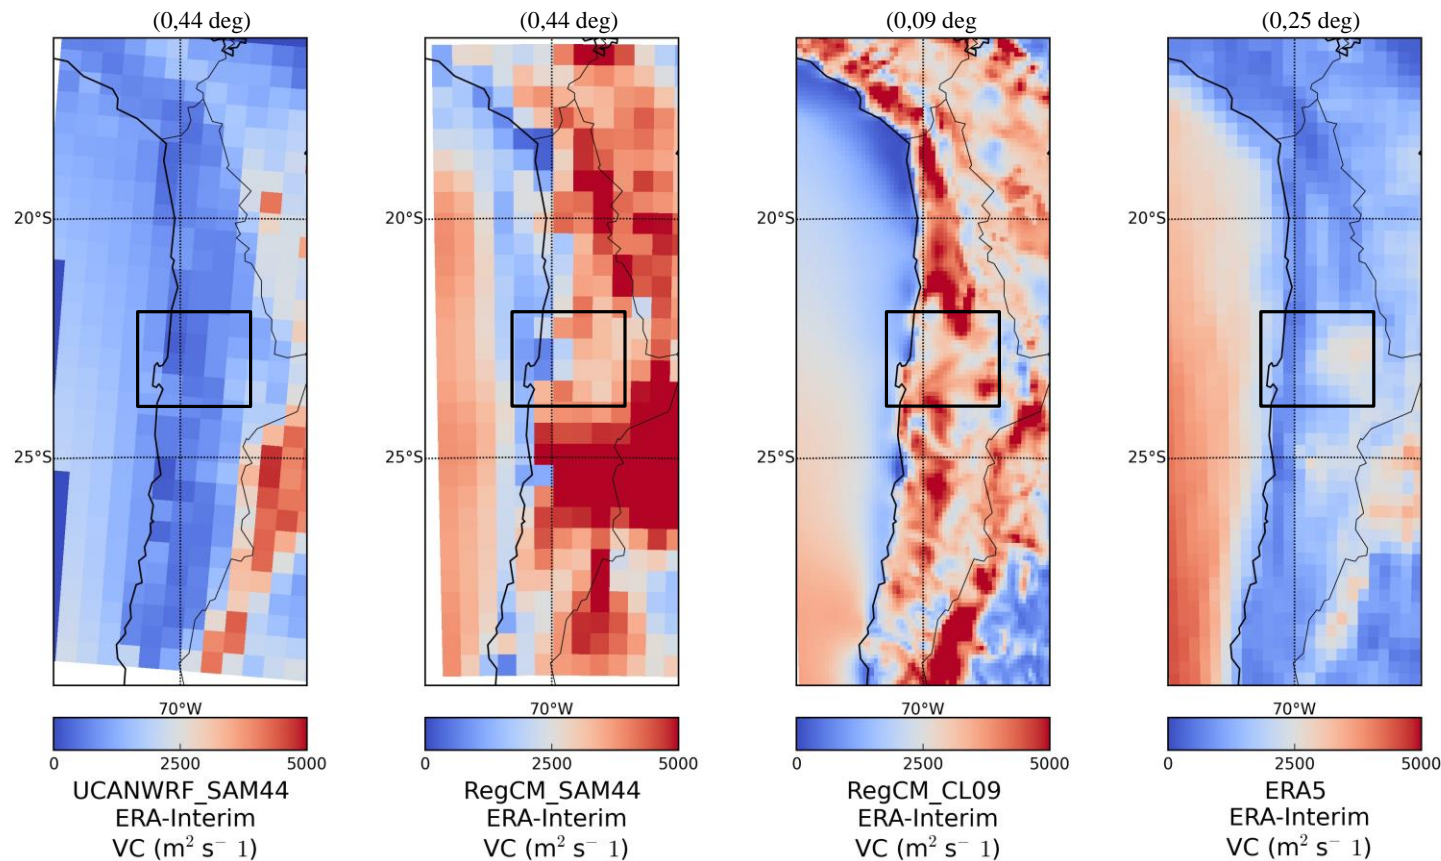 (0,44 deg) (0,44 deg) (0,09 deg (0,25 deg)
20°S 20°S 20°S 20°S
25°S 25°S 25°S 25°S
70°W 70°W 70°W 70°W
0 2500 5000 0 2500 5000 0 2500 5000 0 2500 5000
UCANWRF_SAM44 RegCM_SAM44 RegCM_CL09 ERA5
ERA-Interim ERA-Interim ERA-Interim ERA-Interim
VC (m² s⁻ 1) VC (m² s⁻ 1) VC (m² s⁻ 1) VC (m² s⁻ 1)